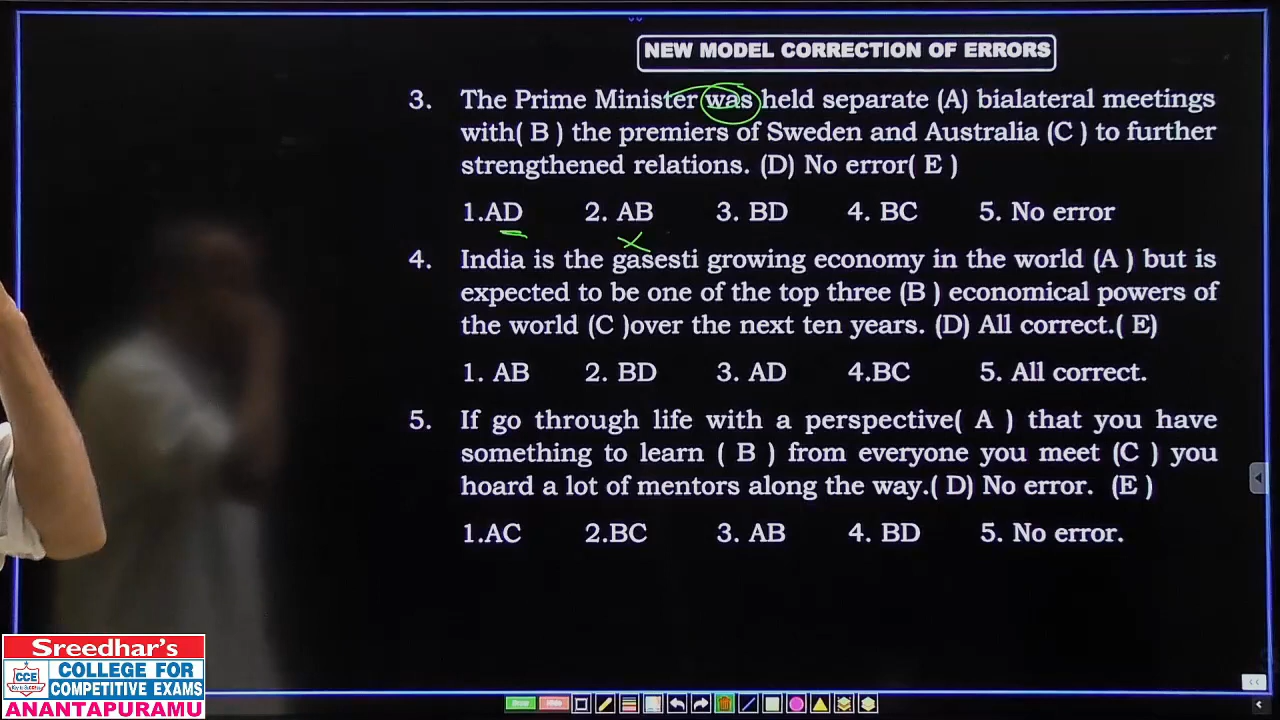 NEW MODEL CORRECTION OF ERRORS
3. The Prime Minister was held separate (A) bialateral meetings
with( B ) the premiers of Sweden and Australia (C ) to further
strengthened relations. (D) No error( E )
1.AD 2. AB 3. BD 4. BC 5. No error
4. India is the gasesti growing economy in the world (A ) but is
expected to be one of the top three (B ) economical powers of
the world (C )over the next ten years. (D) All correct.( E)
1. AB 2. BD 3. AD 4.BC 5. All correct.
5. If go through life with a perspective( A ) that you have
something to learn ( B ) from everyone you meet (C ) you
hoard a lot of mentors along the way.( D) No error. (E )
1.AC 2.BC 3. AB 4. BD 5. No error.
Sreedhar's
CCE
COLLEGE FOR
COMPETITIVE EXAMS
ANANTAPURAMU